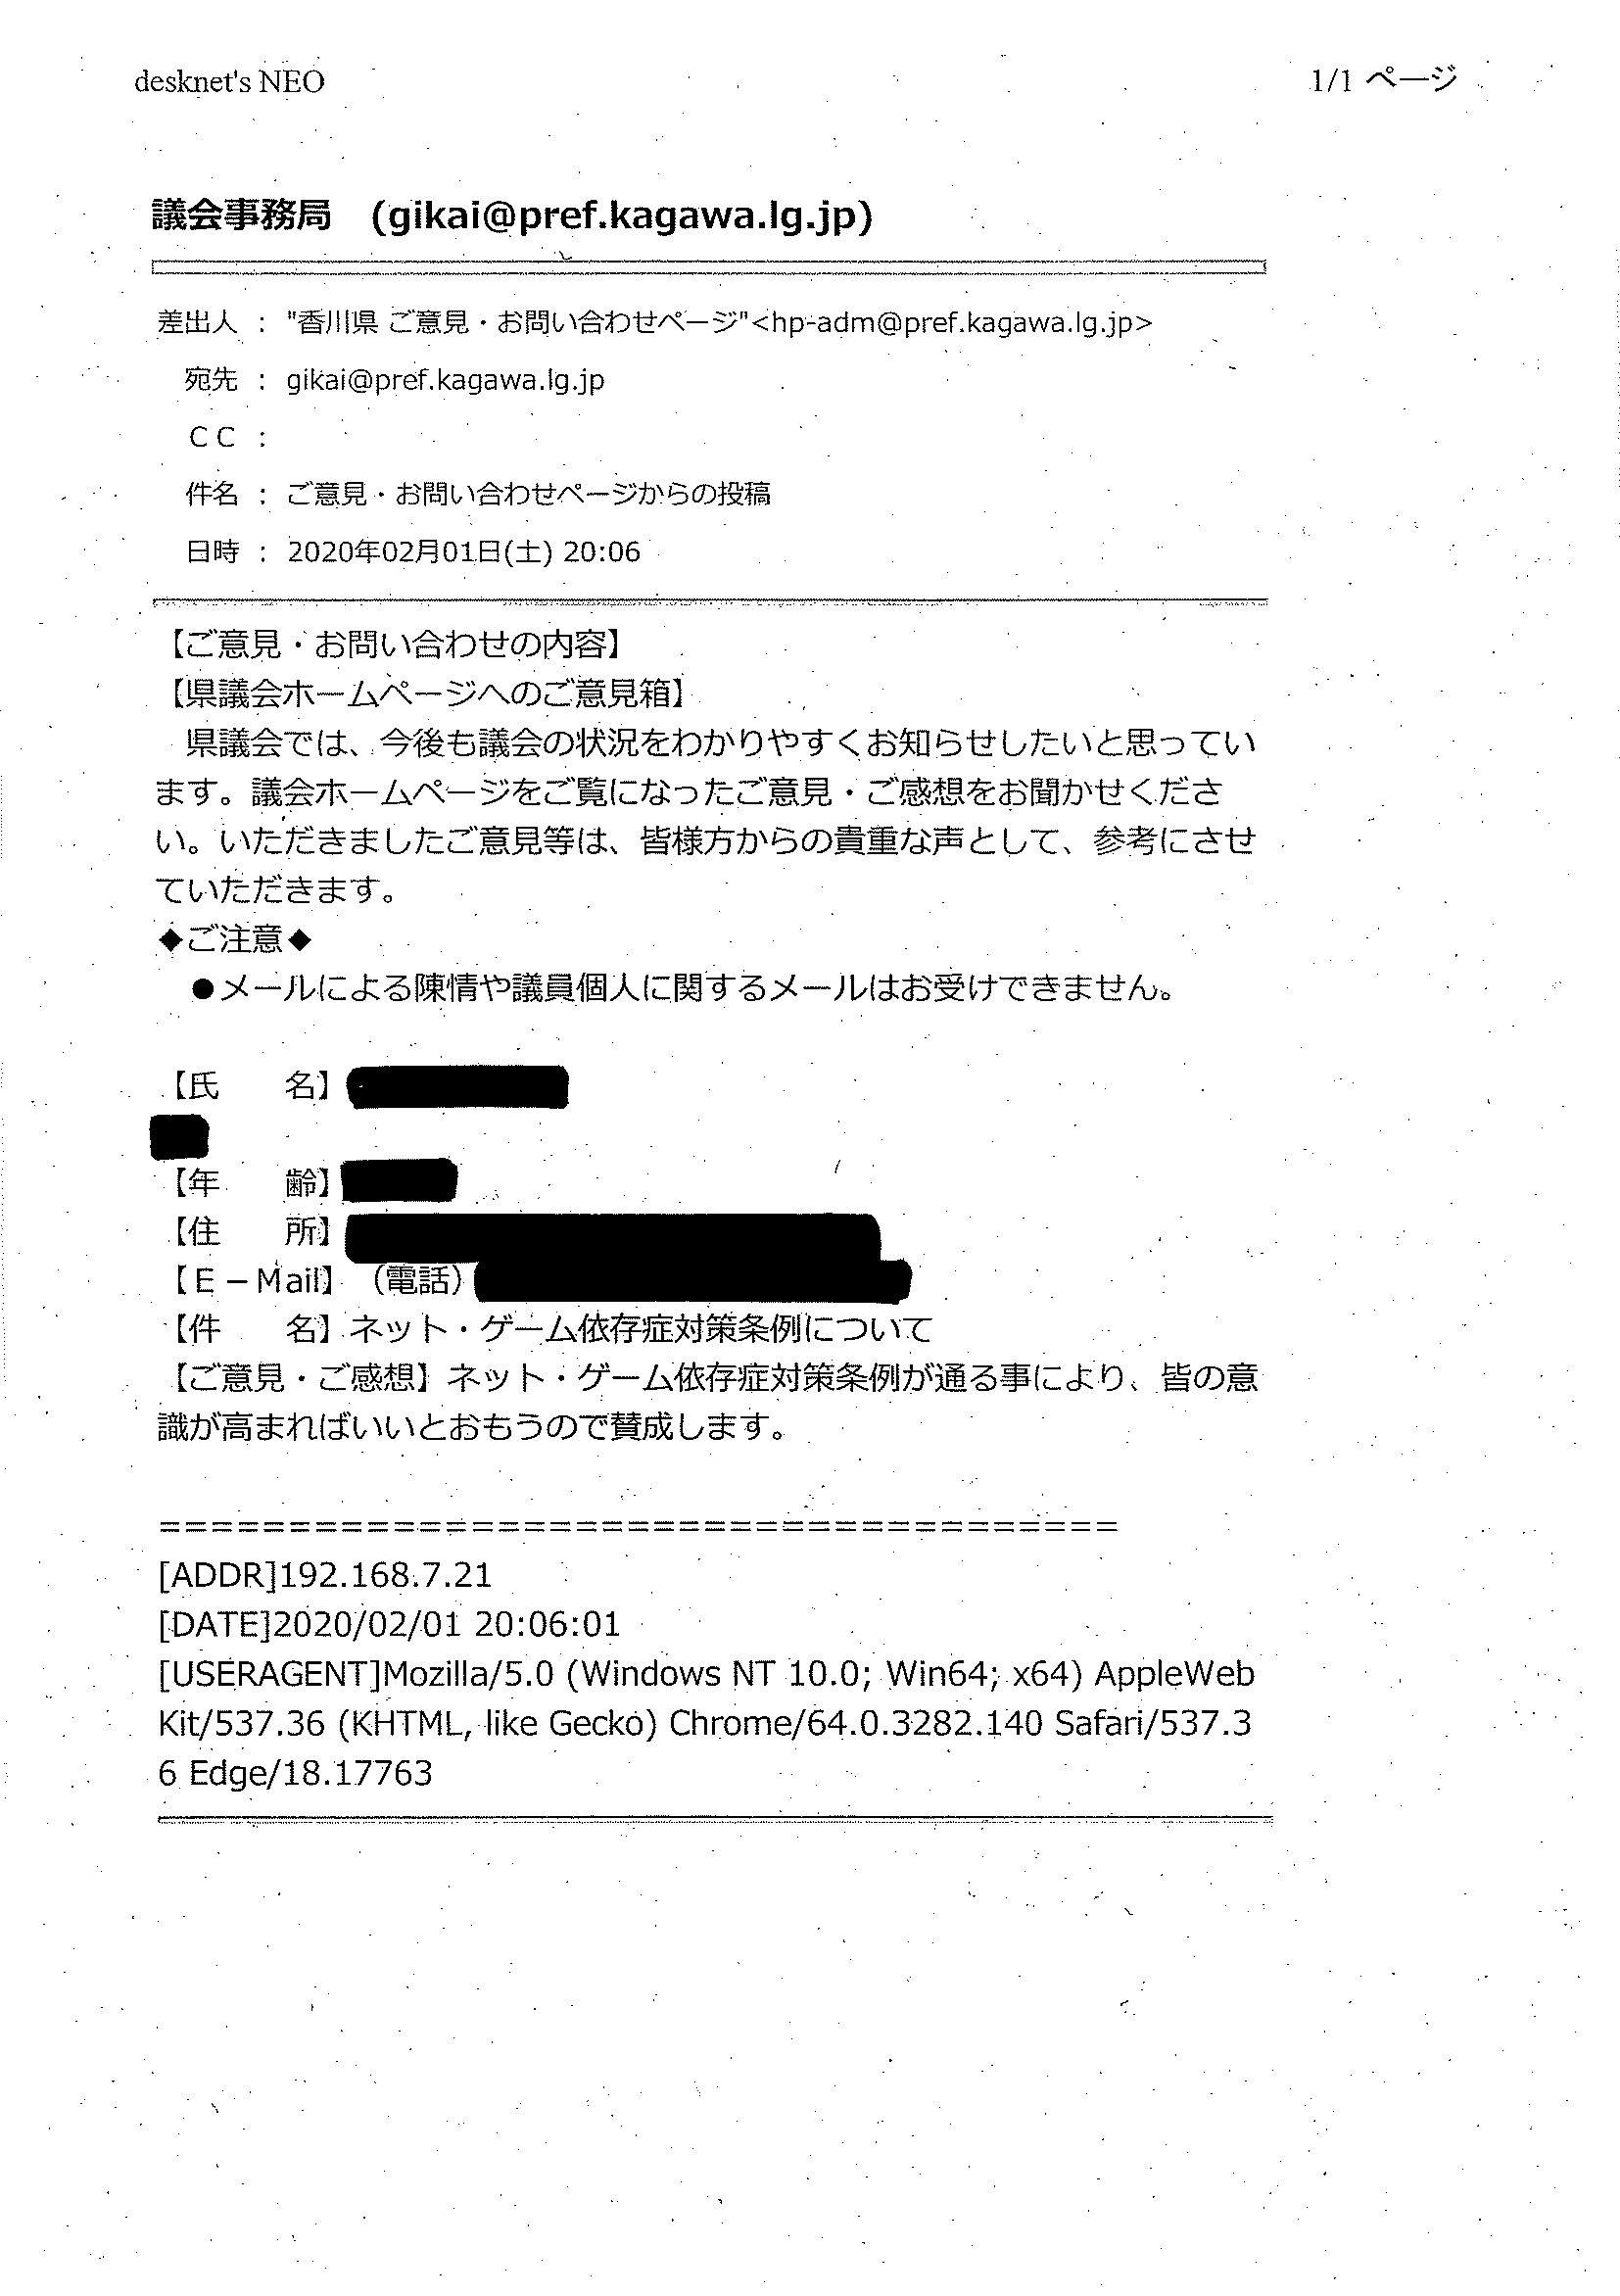 desknet's NEO
1/1 ページ
議会事務局　(gikai@pref.kagawa.lg.jp)
差出人 ： "香川県 ご意見・お問い合わせページ"<hp-adm@pref.kagawa.lg.jp>
宛先 ： gikai@pref.kagawa.lg.jp
ＣＣ ：
件名 ： ご意見・お問い合わせページからの投稿
日時 ： 2020年02月01日(土) 20:06
【ご意見・お問い合わせの内容】
【県議会ホームページへのご意見箱】
　県議会では、今後も議会の状況をわかりやすくお知らせしたいと思ってい
ます。議会ホームページをご覧になったご意見・ご感想をお聞かせくださ
い。いただきましたご意見等は、皆様方からの貴重な声として、参考にさせ
ていただきます。
◆ご注意◆
　●メールによる陳情や議員個人に関するメールはお受けできません。
【氏　　名】
【年　　齢】
【住　　所】
【Ｅ－Mail】（電話）
【件　　名】ネット・ゲーム依存症対策条例について
【ご意見・ご感想】ネット・ゲーム依存症対策条例が通る事により、皆の意
識が高まればいいとおもうので賛成します。
=====================================
[ADDR]192.168.7.21
[DATE]2020/02/01 20:06:01
[USERAGENT]Mozilla/5.0 (Windows NT 10.0; Win64; x64) AppleWeb
Kit/537.36 (KHTML, like Gecko) Chrome/64.0.3282.140 Safari/537.3
6 Edge/18.17763